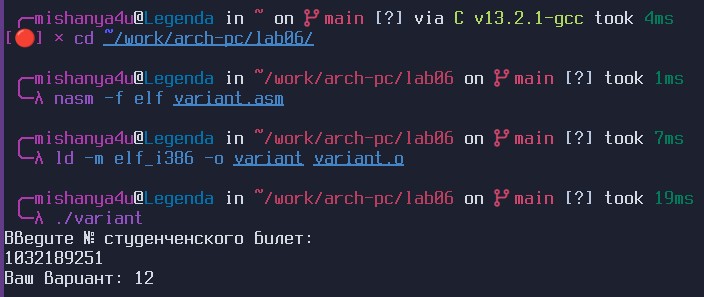 mishanya4u@Legenda in ~ on main [?] via C v13.2.1-gcc took 4ms
[🔴] × cd ~/work/arch-pc/lab06/
mishanya4u@Legenda in ~/work/arch-pc/lab06 on main [?] took 1ms
λ nasm -f elf variant.asm
mishanya4u@Legenda in ~/work/arch-pc/lab06 on main [?] took 7ms
λ ld -m elf_i386 -o variant variant.o
mishanya4u@Legenda in ~/work/arch-pc/lab06 on main [?] took 19ms
λ ./variant
Введите № студенческого билет:
1032189251
Ваш вариант: 12